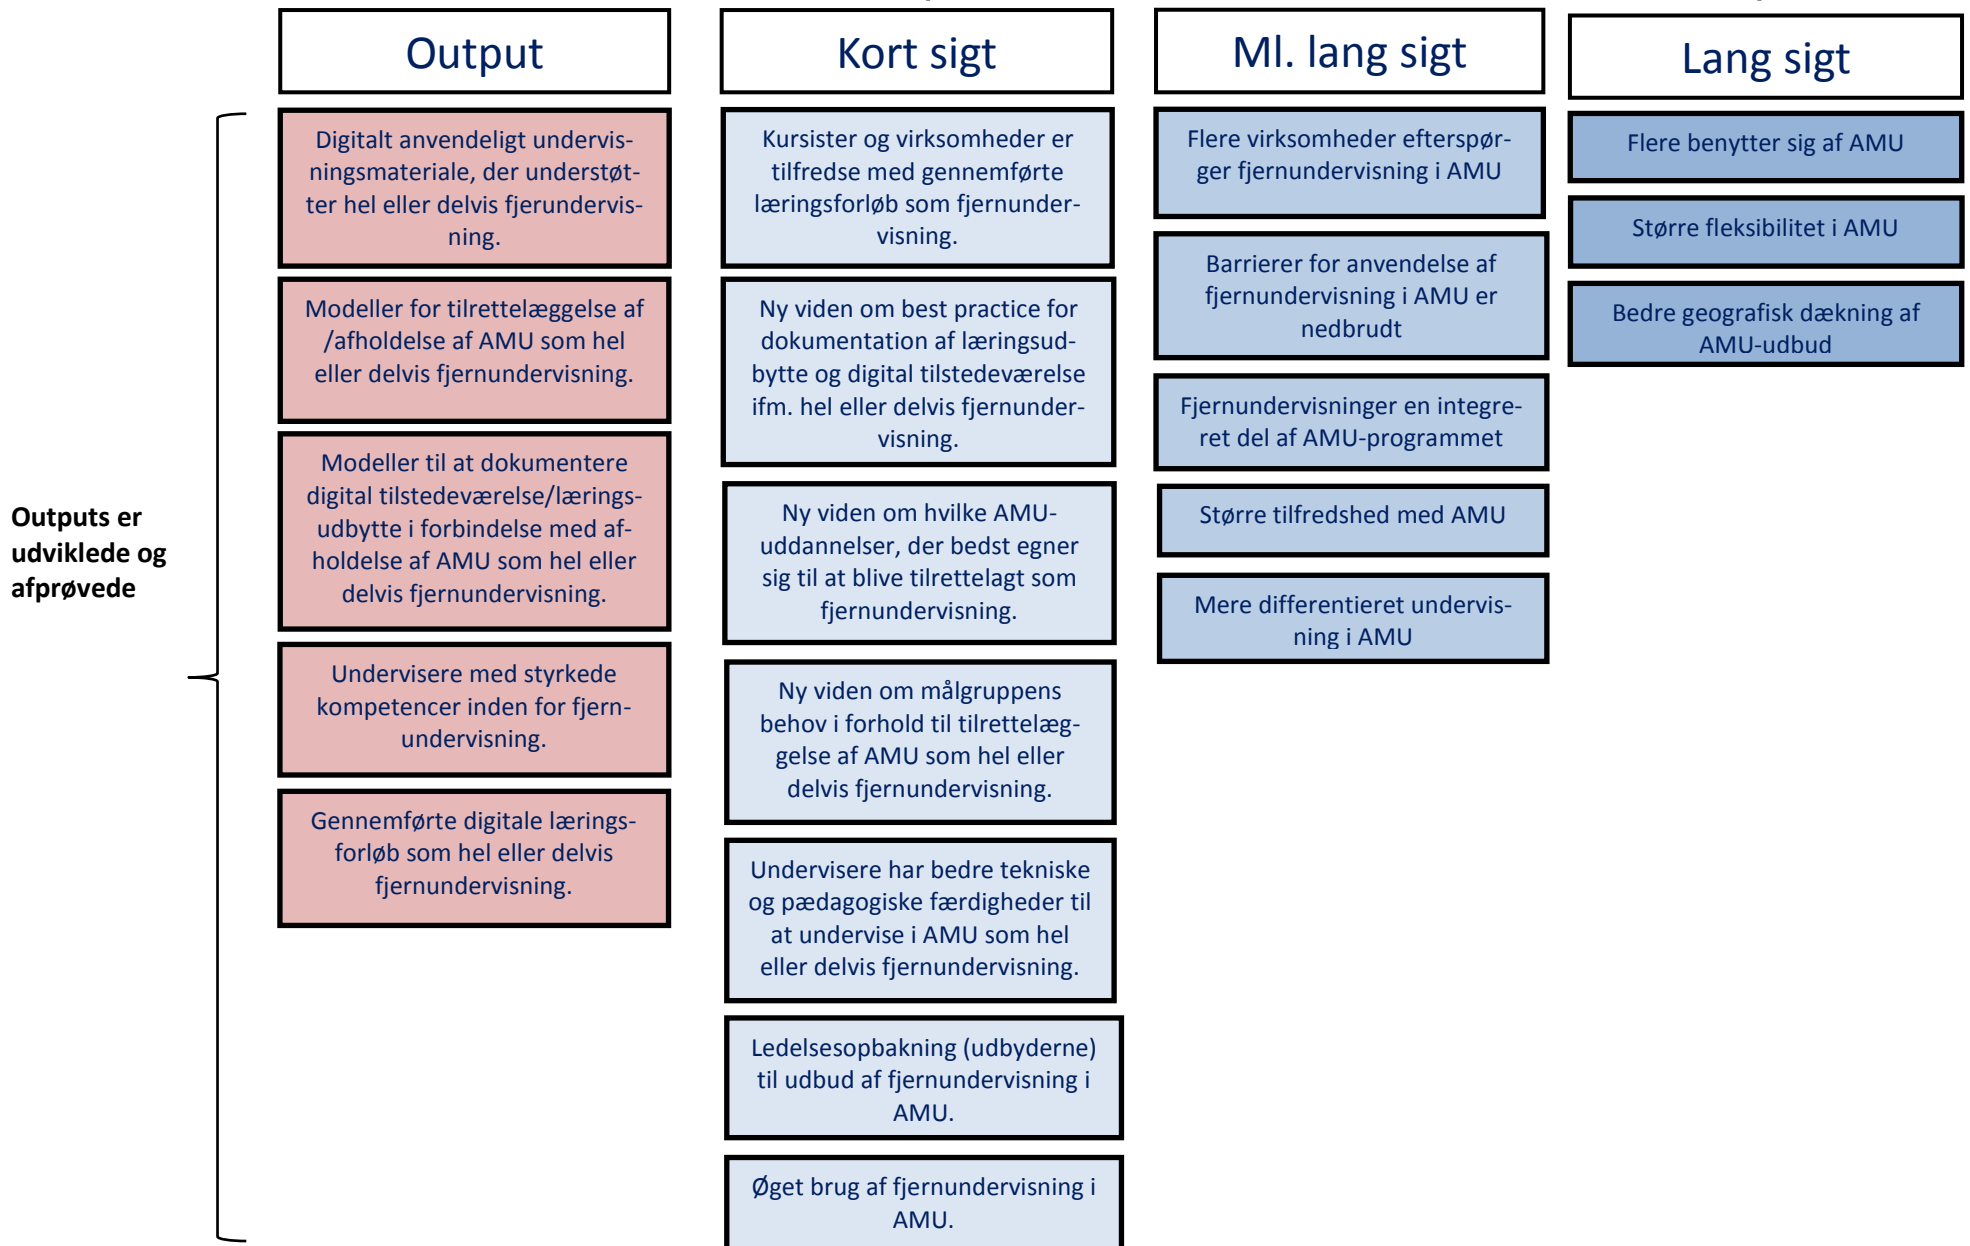 Output
Kort sigt
Ml. lang sigt
Lang sigt
Outputs er
udviklede og
afprøvede
Digitalt anvendeligt undervis-
ningsmateriale, der understøt-
ter hel eller delvis fjerundervis-
ning.
Modeller for tilrettelæggelse af
/afholdelse af AMU som hel
eller delvis fjernundervisning.
Modeller til at dokumentere
digital tilstedeværelse/lærings-
udbytte i forbindelse med af-
holdelse af AMU som hel eller
delvis fjernundervisning.
Undervisere med styrkede
kompetencer inden for fjern-
undervisning.
Gennemførte digitale lærings-
forløb som hel eller delvis
fjernundervisning.
Kursister og virksomheder er
tilfredse med gennemførte
læringsforløb som fjernunder-
visning.
Ny viden om best practice for
dokumentation af læringsud-
bytte og digital tilstedeværelse
ifm. hel eller delvis fjernunder-
visning.
Ny viden om hvilke AMU-
uddannelser, der bedst egner
sig til at blive tilrettelagt som
fjernundervisning.
Ny viden om målgruppens
behov i forhold til tilrettelæg-
gelse af AMU som hel eller
delvis fjernundervisning.
Undervisere har bedre tekniske
og pædagogiske færdigheder til
at undervise i AMU som hel
eller delvis fjernundervisning.
Ledelsesopbakning (udbyderne)
til udbud af fjernundervisning i
AMU.
Øget brug af fjernundervisning i
AMU.
Flere virksomheder efterspør-
ger fjernundervisning i AMU
Barrierer for anvendelse af
fjernundervisning i AMU er
nedbrudt
Fjernundervisninger en integre-
ret del af AMU-programmet
Større tilfredshed med AMU
Mere differentieret undervis-
ning i AMU
Flere benytter sig af AMU
Større fleksibilitet i AMU
Bedre geografisk dækning af
AMU-udbud